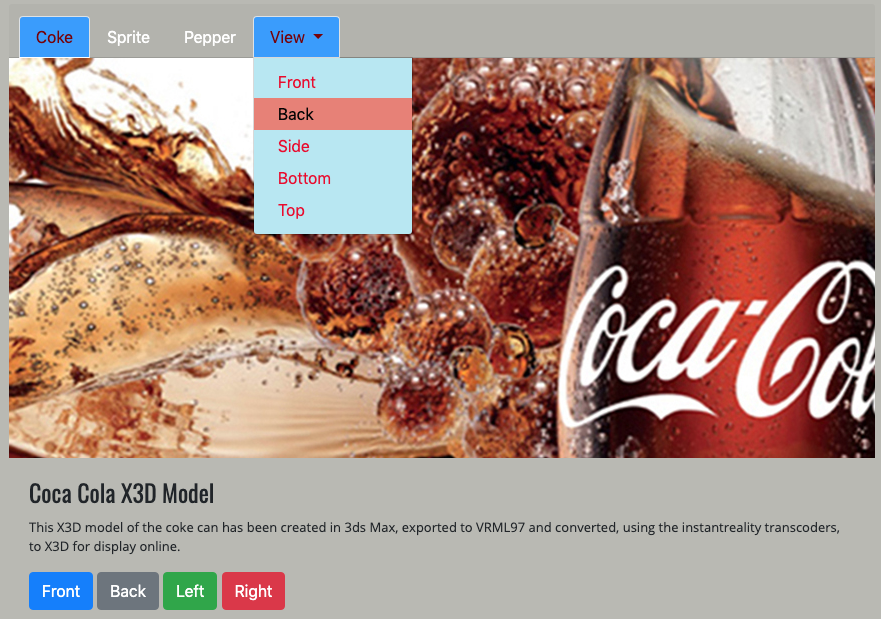 Coke Sprite Pepper View
Front
Back
Side
Bottom
Top
Coca-Col
Coca Cola X3D Model
This X3D model of the coke can has been created in 3ds Max, exported to VRML97 and converted, using the instantreality transcoders,
to X3D for display online.
Front Back Left Right